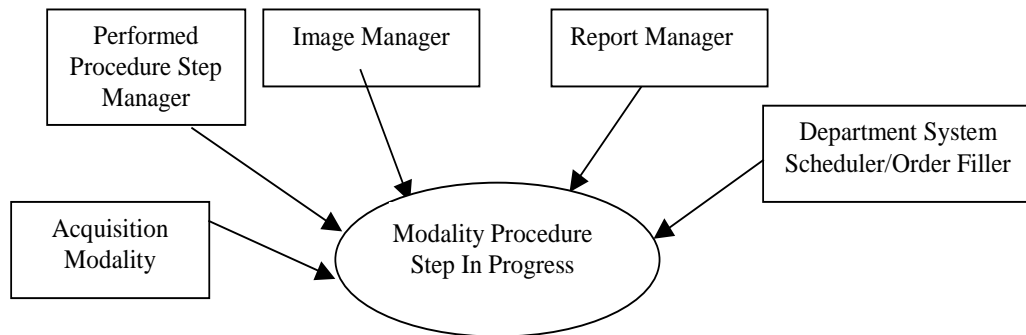 Performed
Procedure Step
Manager
Image Manager
Report Manager
Department System
Scheduler/Order Filler
Acquisition
Modality
Modality Procedure
Step In Progress